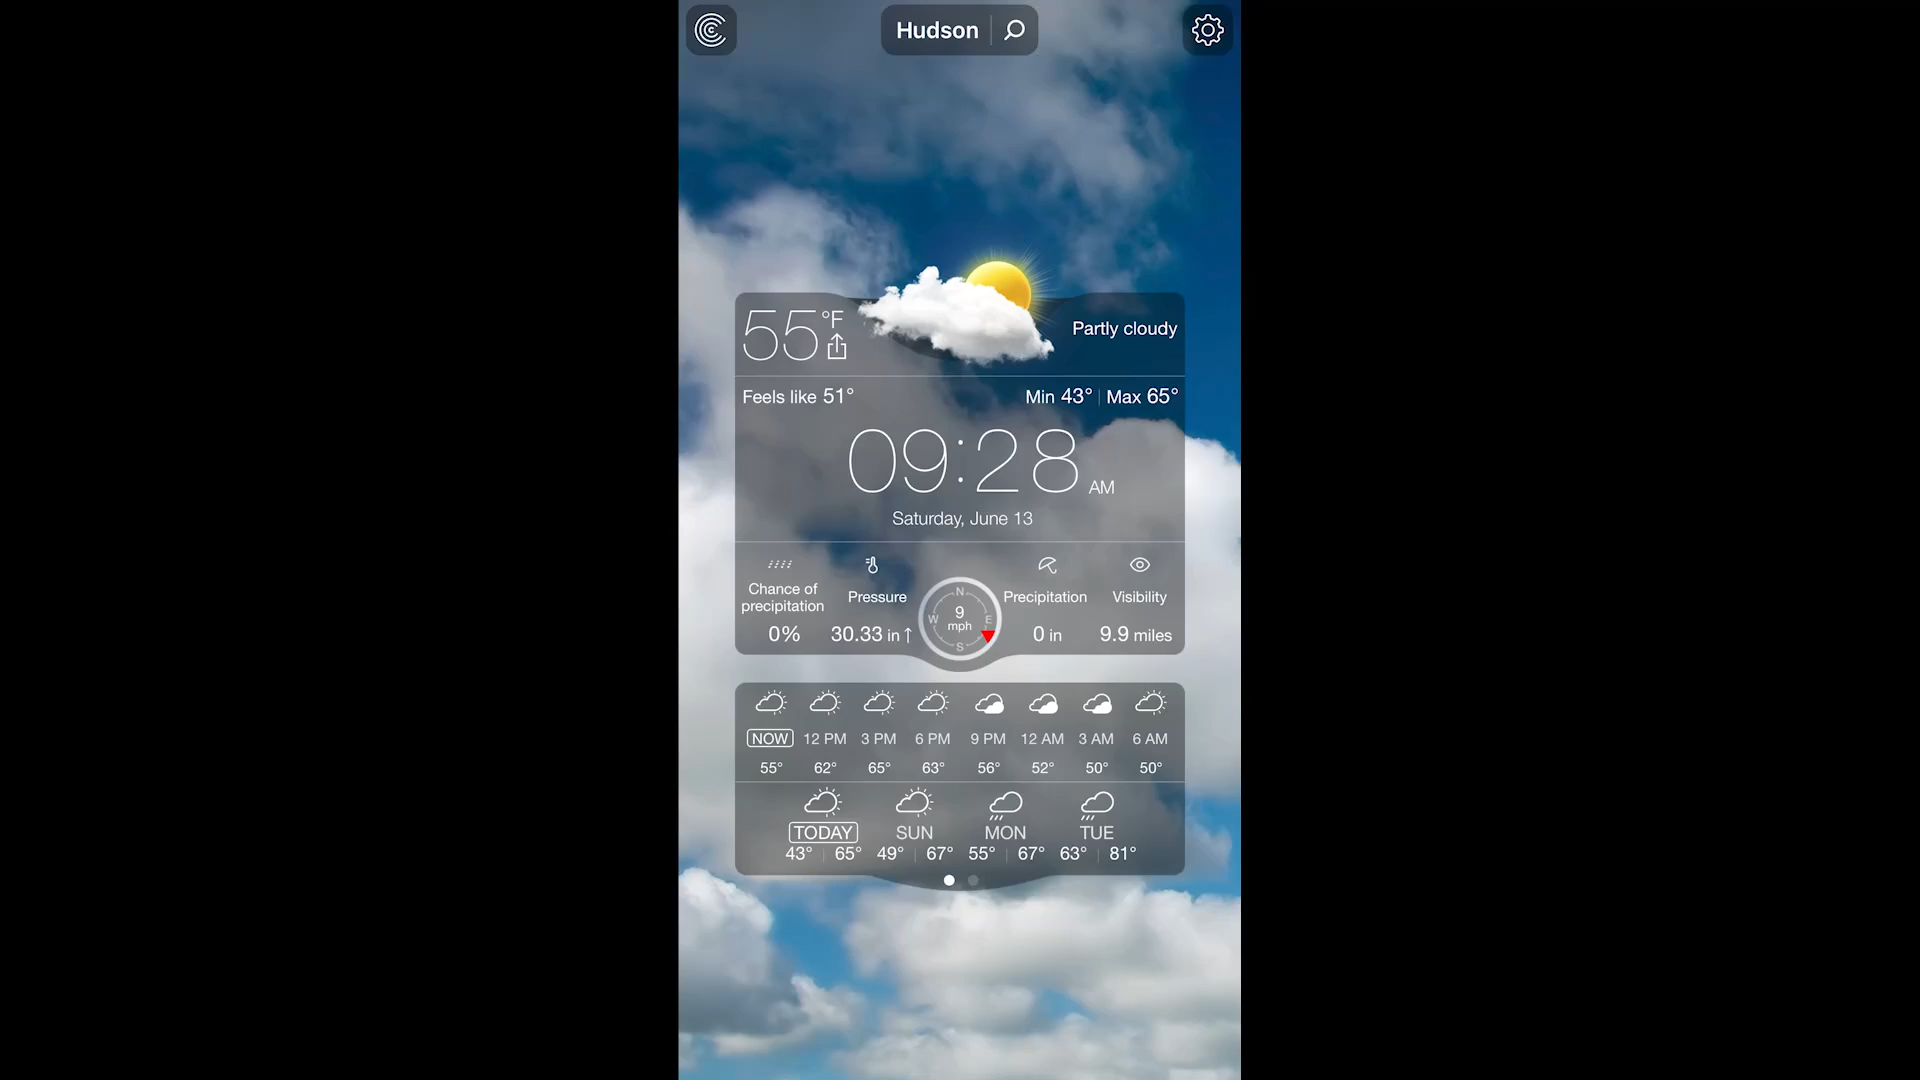 Hudson
55°F
Partly cloudy
Feels like 51°
Min 43° | Max 65°
09:28 AM
Saturday, June 13
Chance of precipitation
0%
Pressure
30.33 in ↑
N
W E
S
9 mph
Precipitation
0 in
Visibility
9.9 miles
NOW 12 PM 3 PM 6 PM 9 PM 12 AM 3 AM 6 AM
55° 62° 65° 63° 56° 52° 50° 50°
TODAY SUN MON TUE
43° | 65° 49° | 67° 55° | 67° 63° | 81°